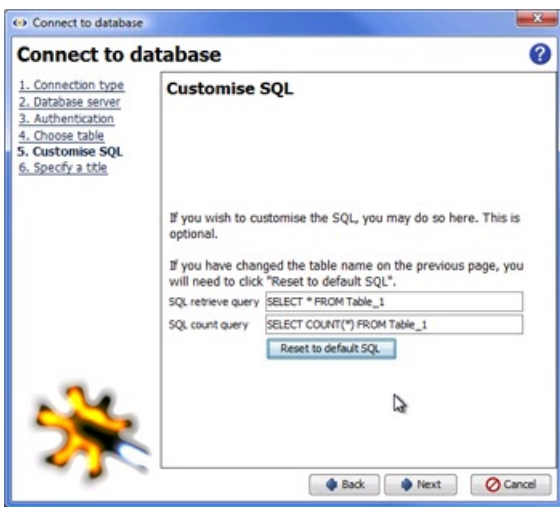 Connect to database
Connect to database
1. Connection type
2. Database server
3. Authentication
4. Choose table
5. Customise SQL
6. Specify a title
Customise SQL
If you wish to customise the SQL, you may do so here. This is
optional.
If you have changed the table name on the previous page, you
will need to click "Reset to default SQL".
SQL retrieve query SELECT * FROM Table_1
SQL count query SELECT COUNT(*) FROM Table_1
Reset to default SQL
Back Next Cancel